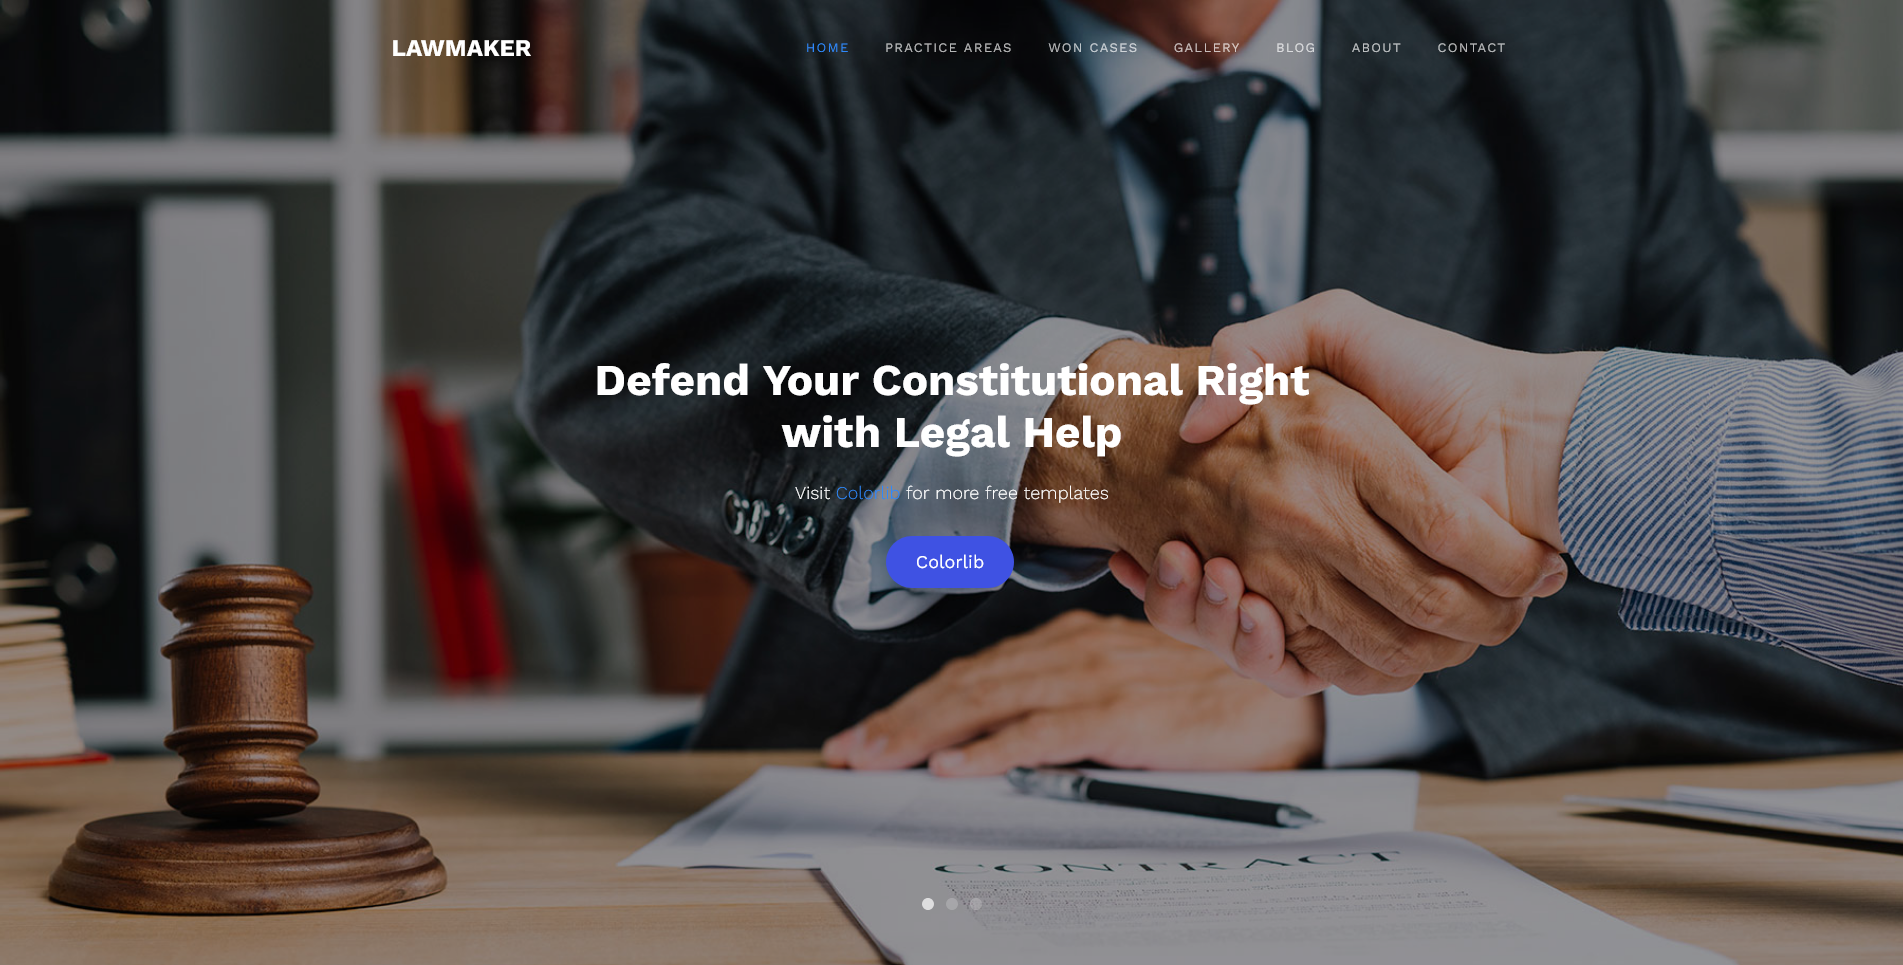 LAWMAKER
HOME PRACTICE AREAS WON CASES GALLERY BLOG ABOUT CONTACT
Defend Your Constitutional Right
with Legal Help
Visit Colorlib for more free templates
Colorlib
CONTRACT